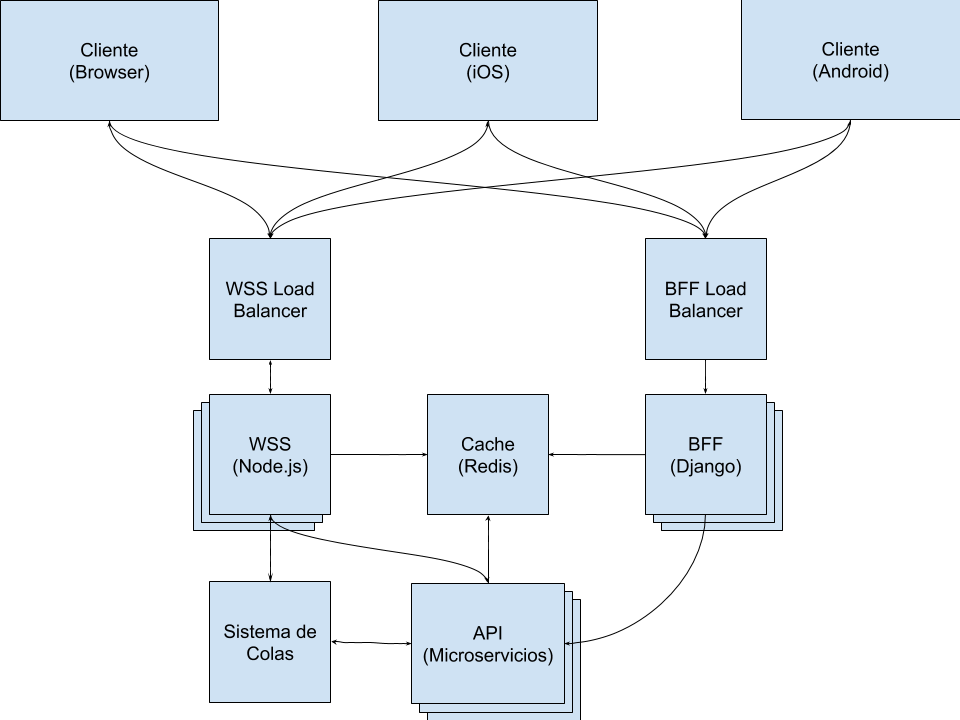 Cliente
(Browser)
Cliente
(iOS)
Cliente
(Android)
WSS Load
Balancer
BFF Load
Balancer
WSS
(Node.js)
Cache
(Redis)
BFF
(Django)
Sistema de
Colas
API
(Microservicios)